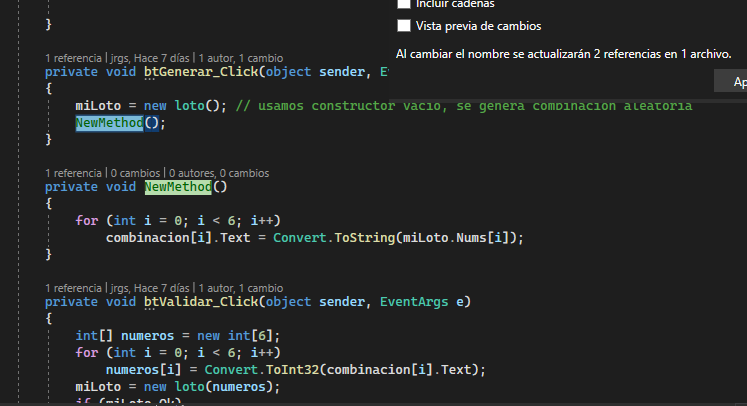 Incluir cadenas
Vista previa de cambios
Al cambiar el nombre se actualizarán 2 referencias en 1 archivo.
}
1 referencia | jrgs, Hace 7 días | 1 autor, 1 cambio
private void btGenerar_Click(object sender,
{
miLoto = new loto(); // usamos constructor vacío, se genera combinación aleatoria
NewMethod();
}
1 referencia | 0 cambios | 0 autores, 0 cambios
private void NewMethod()
{
for (int i = 0; i < 6; i++)
combinacion[i].Text = Convert.ToString(miLoto.Nums[i]);
}
1 referencia | jrgs, Hace 7 días | 1 autor, 1 cambio
private void btValidar_Click(object sender, EventArgs e)
{
int[] numeros = new int[6];
for (int i = 0; i < 6; i++)
numeros[i] = Convert.ToInt32(combinacion[i].Text);
miLoto = new loto(numeros);
if (miLoto.Ok)